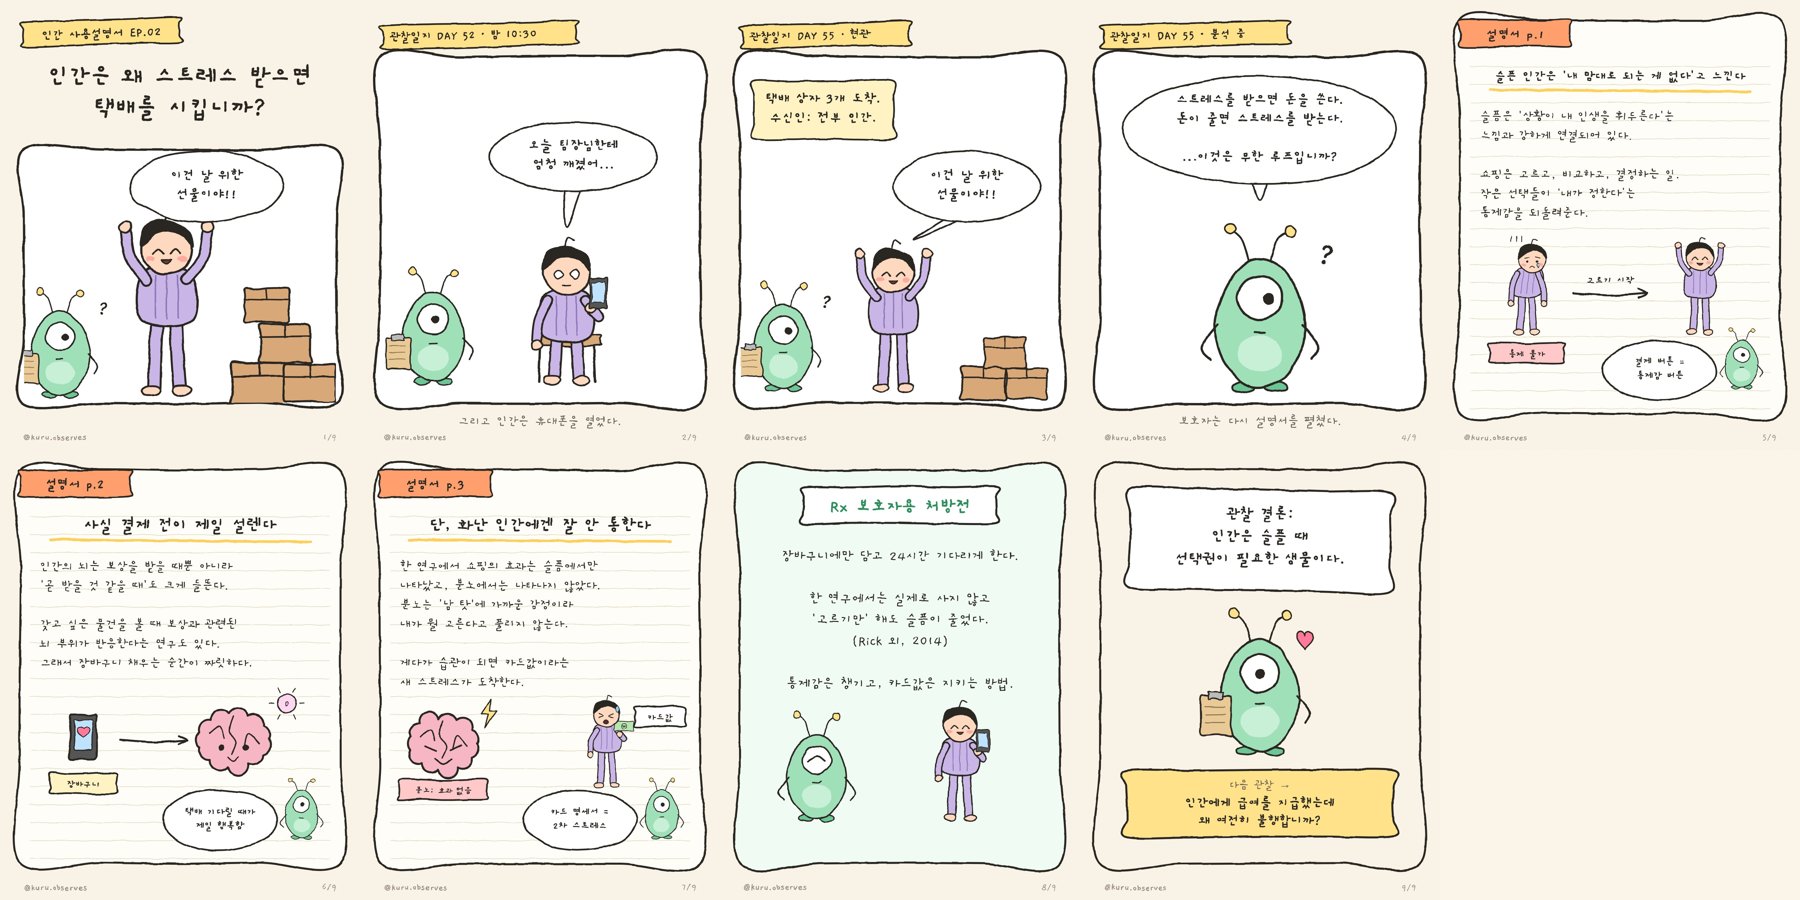 인간 사용설명서 EP.02
인간은 왜 스트레스 받으면
택배를 시킵니까?
이건 날 위한
선물이야!!
?
@kuru.observes
1/9
관찰일지 DAY 52 · 밤 10:30
오늘 팀장님한테
엄청 깨졌어...
그리고 인간은 휴대폰을 열었다.
@kuru.observes
2/9
관찰일지 DAY 55 · 현관
택배 상자 3개 도착.
수신인: 전부 인간.
이건 날 위한
선물이야!!
?
@kuru.observes
3/9
관찰일지 DAY 55 · 분석 중
스트레스를 받으면 돈을 쓴다.
돈이 줄면 스트레스를 받는다.
...이것은 무한 루프입니까?
?
보호자는 다시 설명서를 펼쳤다.
@kuru.observes
4/9
설명서 p.1
슬픈 인간은 '내 맘대로 되는 게 없다'고 느낀다
슬픔은 '상황이 내 인생을 휘두른다'는
느낌과 강하게 연결되어 있다.
쇼핑은 고르고, 비교하고, 결정하는 일.
작은 선택들이 '내가 정한다'는
통제감을 되돌려준다.
고르기 시작
통제 불가
결제 버튼 =
통제감 버튼
@kuru.observes
5/9
설명서 p.2
사실 결제 전이 제일 설렌다
인간의 뇌는 보상을 받을 때뿐 아니라
'곧 받을 것 같을 때'도 크게 들뜬다.
갖고 싶은 물건을 볼 때 보상과 관련된
뇌 부위가 반응한다는 연구도 있다.
그래서 장바구니 채우는 순간이 짜릿하다.
장바구니
택배 기다릴 때가
제일 행복함
@kuru.observes
6/9
설명서 p.3
단, 화난 인간에겐 잘 안 통한다
한 연구에서 쇼핑의 효과는 슬픔에서만
나타났고, 분노에서는 나타나지 않았다.
분노는 '남 탓'에 가까운 감정이라
내가 뭘 고른다고 풀리지 않는다.
게다가 습관이 되면 카드값이라는
새 스트레스가 도착한다.
카드값
분노: 효과 없음
카드 명세서 =
2차 스트레스
@kuru.observes
7/9
Rx 보호자용 처방전
장바구니에만 담고 24시간 기다리게 한다.
한 연구에서는 실제로 사지 않고
'고르기만' 해도 슬픔이 줄었다.
(Rick 외, 2014)
통제감은 챙기고, 카드값은 지키는 방법.
@kuru.observes
8/9
관찰 결론:
인간은 슬플 때
선택권이 필요한 생물이다.
다음 관찰 →
인간에게 급여를 지급했는데
왜 여전히 불행합니까?
@kuru.observes
9/9